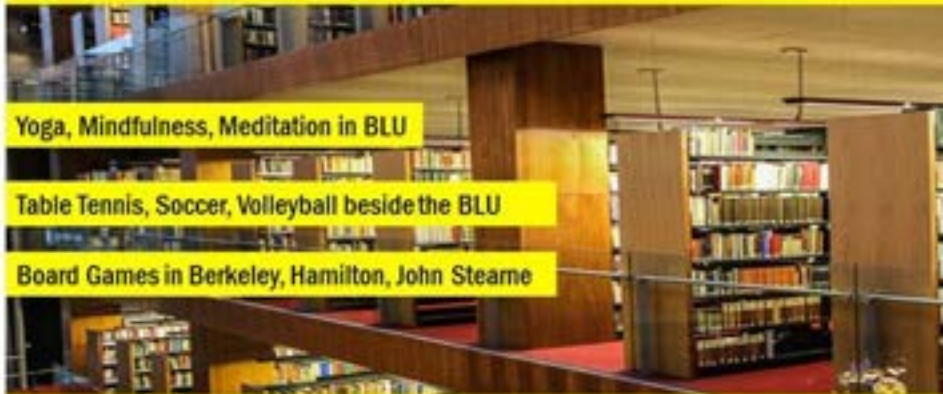 Yoga, Mindfulness, Meditation in BLU
Table Tennis, Soccer, Volleyball beside the BLU
Board Games in Berkeley, Hamilton, John Stearne